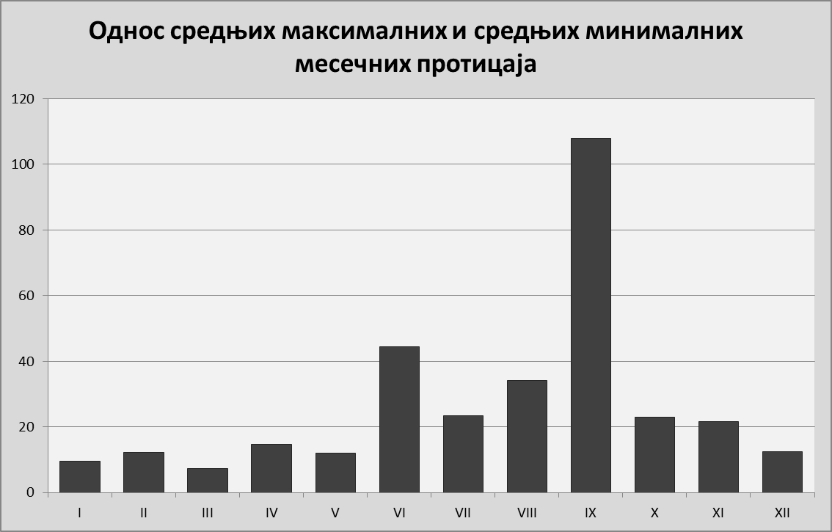 Однос средњих максималних и средњих минималних
месечних протицаја
120
100
80
60
40
20
0
I II III IV V VI VII VIII IX X XI XII